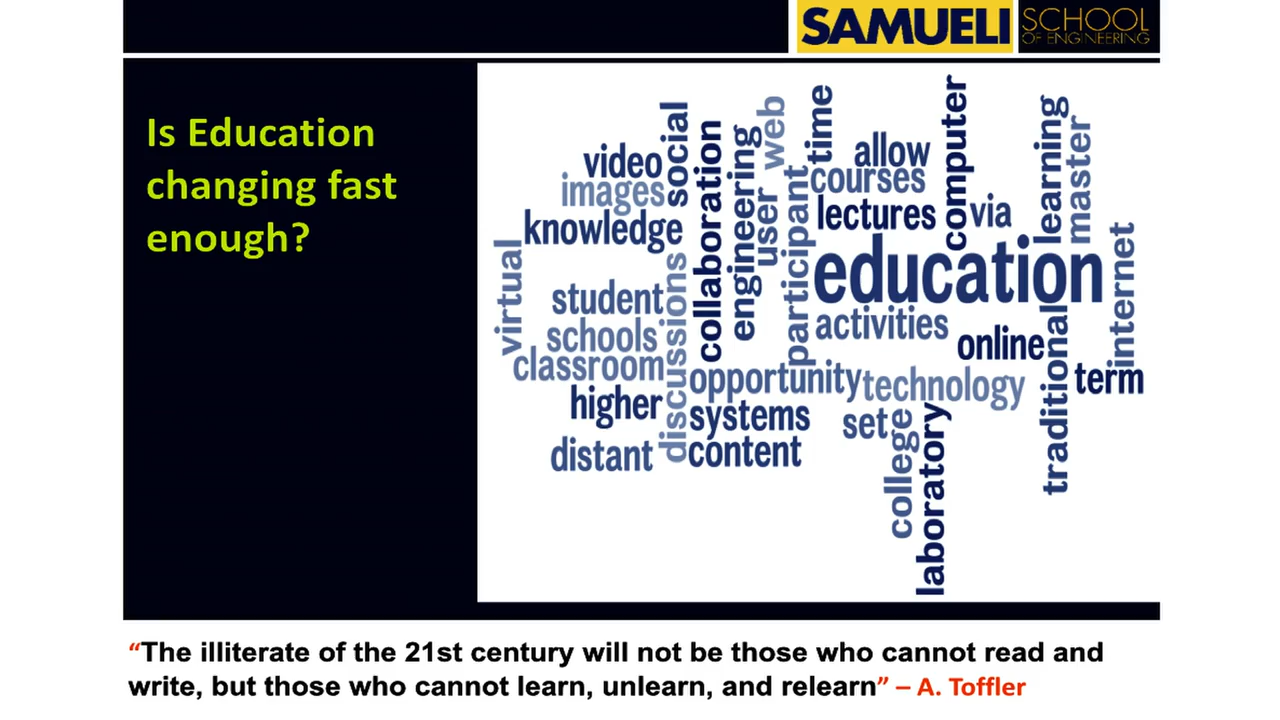 SAMUELI
SCHOOL
OF ENGINEERING
Is Education
changing fast
enough?
social
web
time
computer
learning
master
video
collaboration
engineering
allow
images
user
participant
courses
knowledge
lectures
via
virtual
education
internet
student
discussions
activities
schools
online
traditional
classroom
opportunity
technology
term
higher
systems
set
college
laboratory
distant
content
“The illiterate of the 21st century will not be those who cannot read and
write, but those who cannot learn, unlearn, and relearn” – A. Toffler